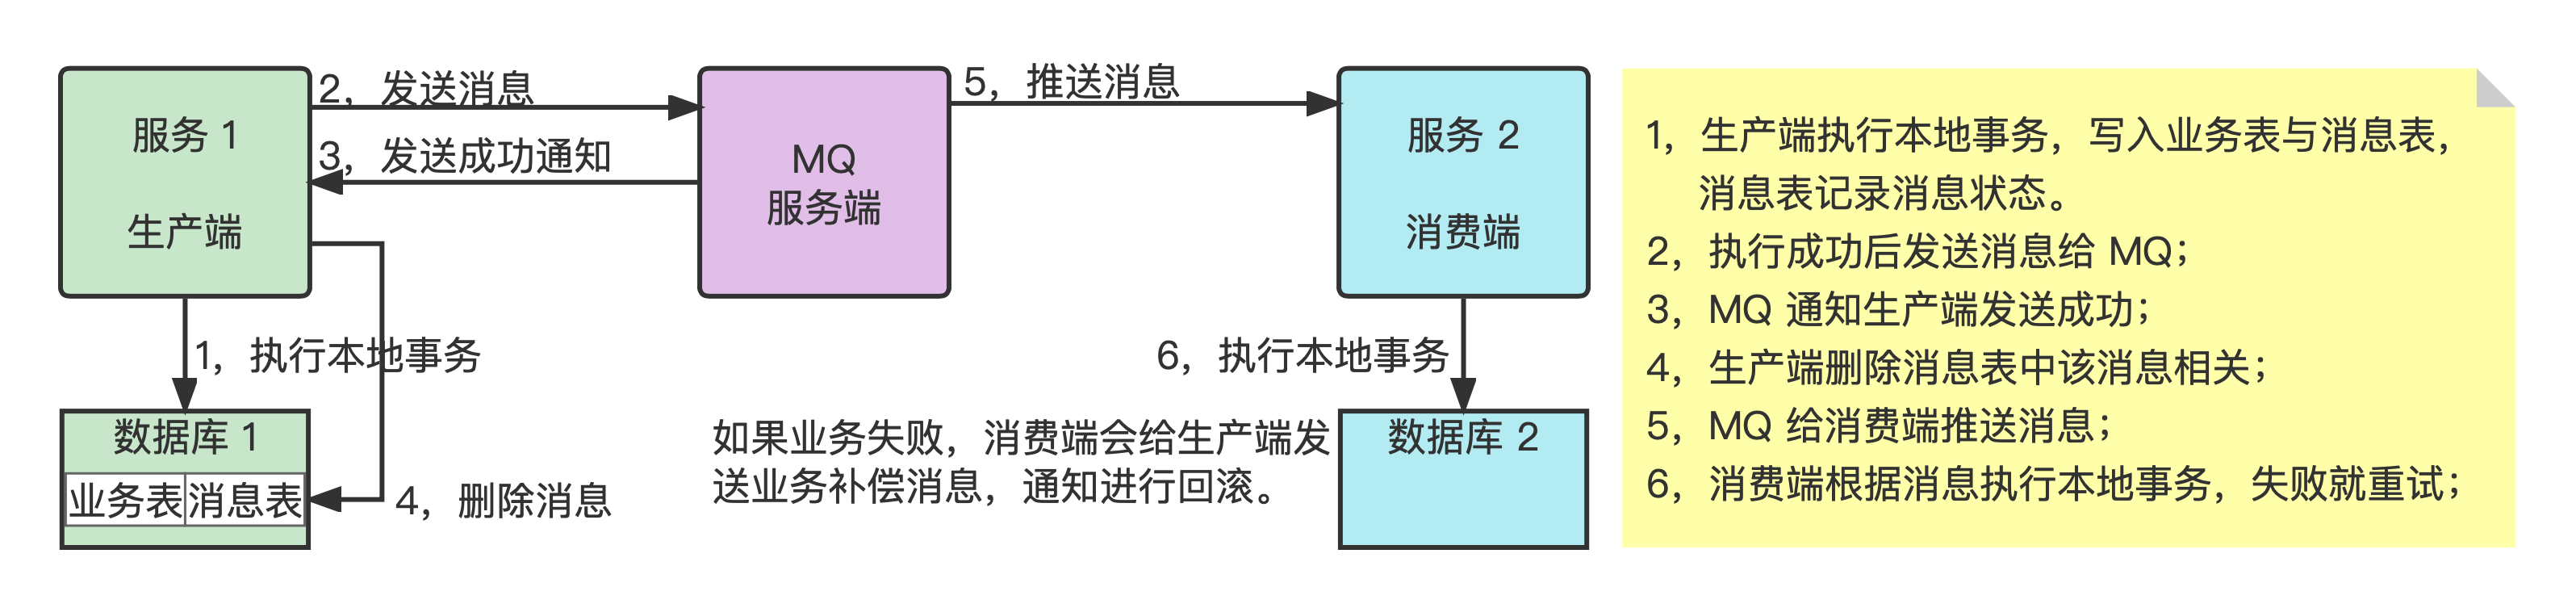 服务 1
生产端
2，发送消息
3，发送成功通知
MQ
服务端
5，推送消息
服务 2
消费端
1，执行本地事务
数据库 1
业务表
消息表
4，删除消息
6，执行本地事务
如果业务失败，消费端会给生产端发
送业务补偿消息，通知进行回滚。
数据库 2
1，生产端执行本地事务，写入业务表与消息表，
消息表记录消息状态。
2，执行成功后发送消息给 MQ；
3，MQ 通知生产端发送成功；
4，生产端删除消息表中该消息相关；
5，MQ 给消费端推送消息；
6，消费端根据消息执行本地事务，失败就重试；